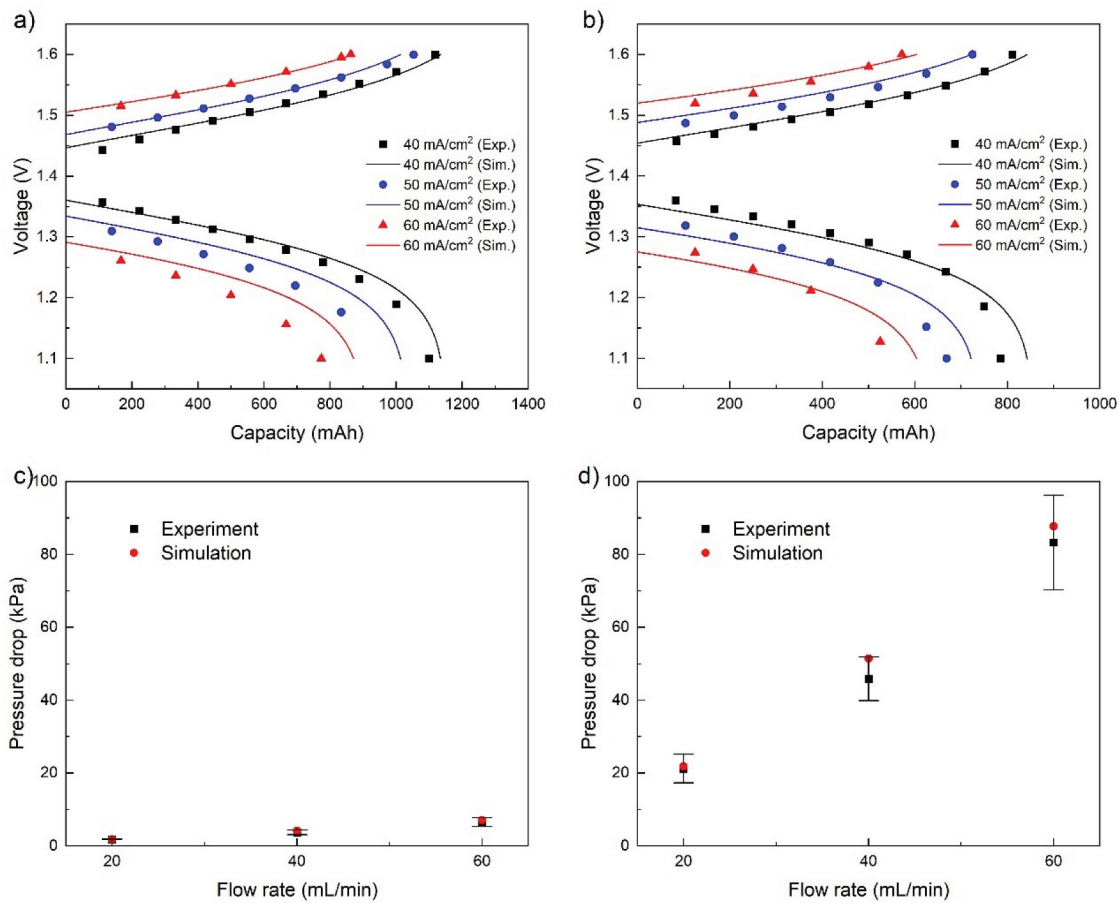 a)
1.6
1.5
1.4
1.3
1.2
1.1
Voltage (V)
40 mA/cm² (Exp.)
40 mA/cm² (Sim.)
50 mA/cm² (Exp.)
50 mA/cm² (Sim.)
60 mA/cm² (Exp.)
60 mA/cm² (Sim.)
0 200 400 600 800 1000 1200 1400
Capacity (mAh)
b)
1.6
1.5
1.4
1.3
1.2
1.1
Voltage (V)
40 mA/cm² (Exp.)
40 mA/cm² (Sim.)
50 mA/cm² (Exp.)
50 mA/cm² (Sim.)
60 mA/cm² (Exp.)
60 mA/cm² (Sim.)
0 200 400 600 800 1000
Capacity (mAh)
c)
100
80
60
40
20
0
Pressure drop (kPa)
Experiment
Simulation
20 40 60
Flow rate (mL/min)
d)
100
80
60
40
20
0
Pressure drop (kPa)
Experiment
Simulation
20 40 60
Flow rate (mL/min)